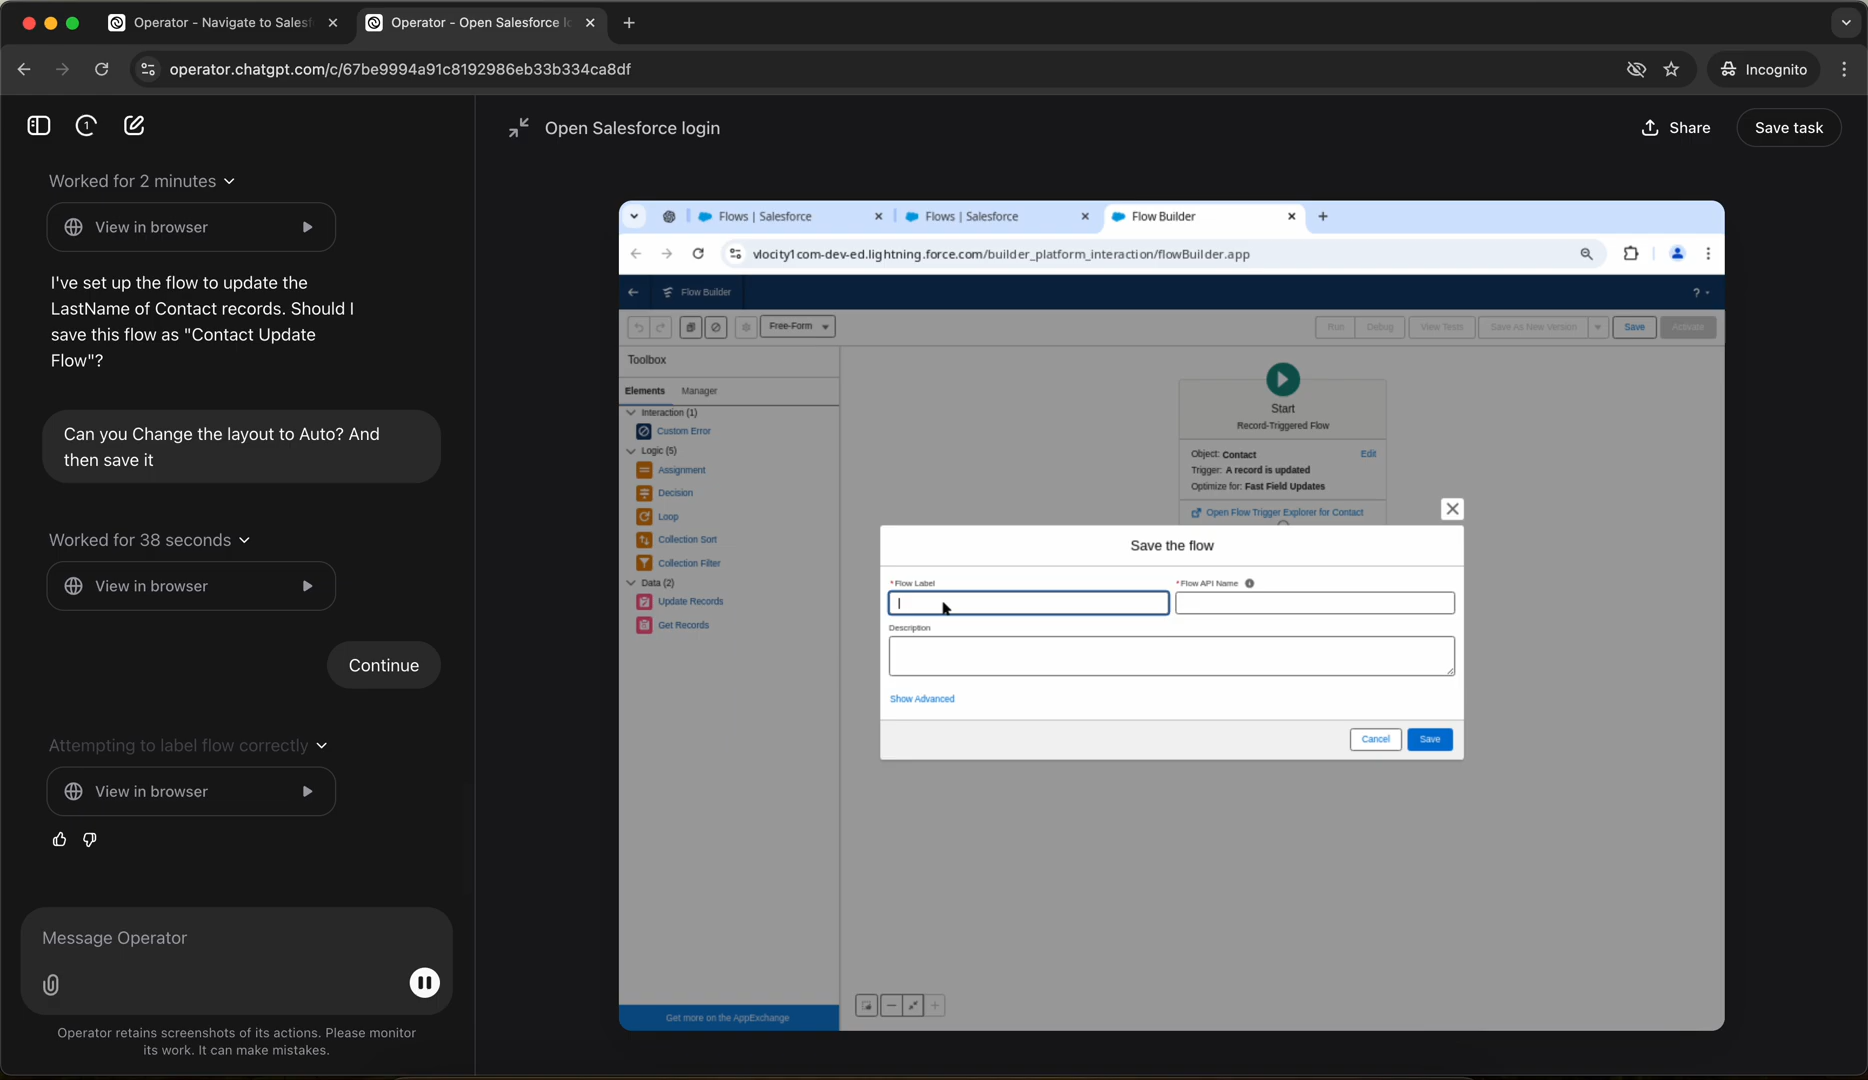 Operator - Navigate to Salesf
Operator - Open Salesforce lo
operator.chatgpt.com/c/67be9994a91c8192986eb33b334ca8df
Incognito
1
Open Salesforce login
Share
Save task
Worked for 2 minutes
View in browser
I've set up the flow to update the
LastName of Contact records. Should I
save this flow as "Contact Update
Flow"?
Can you Change the layout to Auto? And
then save it
Worked for 38 seconds
View in browser
Continue
Attempting to label flow correctly
View in browser
Message Operator
Operator retains screenshots of its actions. Please monitor
its work. It can make mistakes.
Flows | Salesforce
Flows | Salesforce
Flow Builder
vlocity1com-dev-ed.lightning.force.com/builder_platform_interaction/flowBuilder.app
Flow Builder
?
Free-Form
Run
Debug
View Tests
Save As New Version
Save
Activate
Toolbox
Elements
Manager
Interaction (1)
Custom Error
Logic (5)
Assignment
Decision
Loop
Collection Sort
Collection Filter
Data (2)
Update Records
Get Records
Get more on the AppExchange
Start
Record-Triggered Flow
Object: Contact
Edit
Trigger: A record is updated
Optimize for: Fast Field Updates
Open Flow Trigger Explorer for Contact
Save the flow
*Flow Label
*Flow API Name
Description
Show Advanced
Cancel
Save